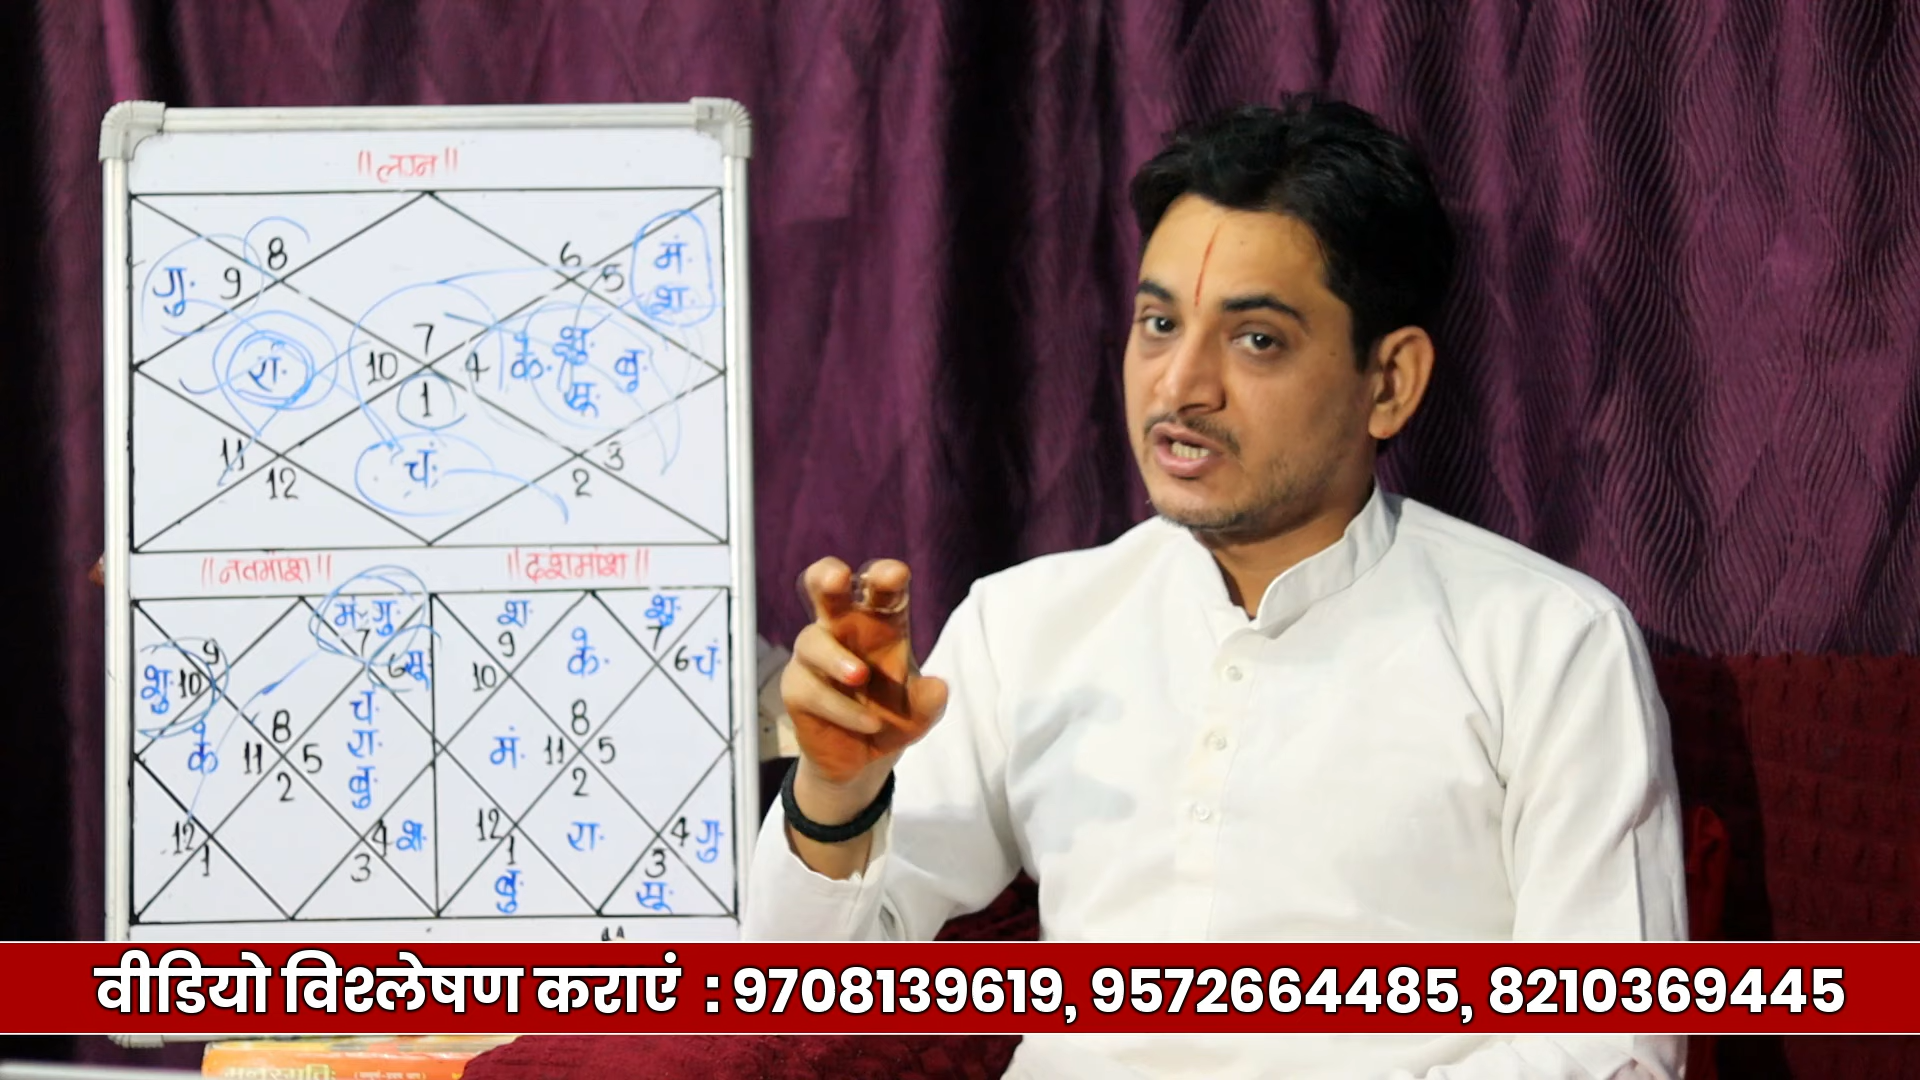 ॥लग्न॥
8 6 मं.
गु. 9 5 श.
7 के. शु. बु.
रा. 10 4 सू.
1
11 चं. 3
12 2
॥नवमांश॥ ॥दशमांश॥
मं. गु. श. शु.
9 7 9 के. 7
शु. 10 6 सू. 10 6 चं.
8 चं. 8
के. 11 5 रा. मं. 11 5
2 बु. 2
12 4 श. 12 रा. 4 गु.
1 3 1 3
बु. सू.
वीडियो विश्लेषण कराएं : 9708139619, 9572664485, 8210369445
मनुस्मृतिः